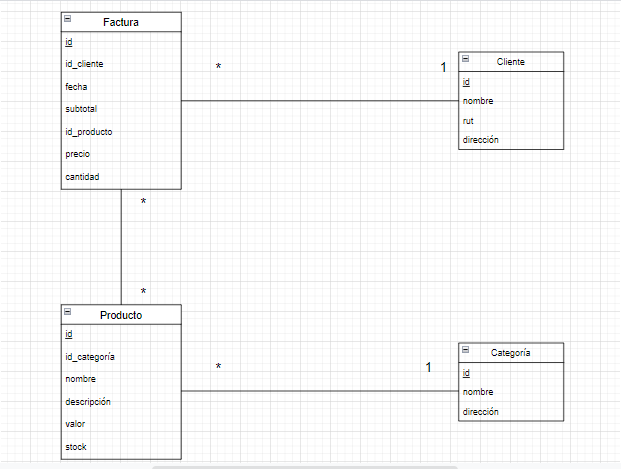 Factura
id
id_cliente
fecha
subtotal
id_producto
precio
cantidad
*
1
Cliente
id
nombre
rut
dirección
*
*
Producto
id
id_categoría
nombre
descripción
valor
stock
*
1
Categoría
id
nombre
dirección